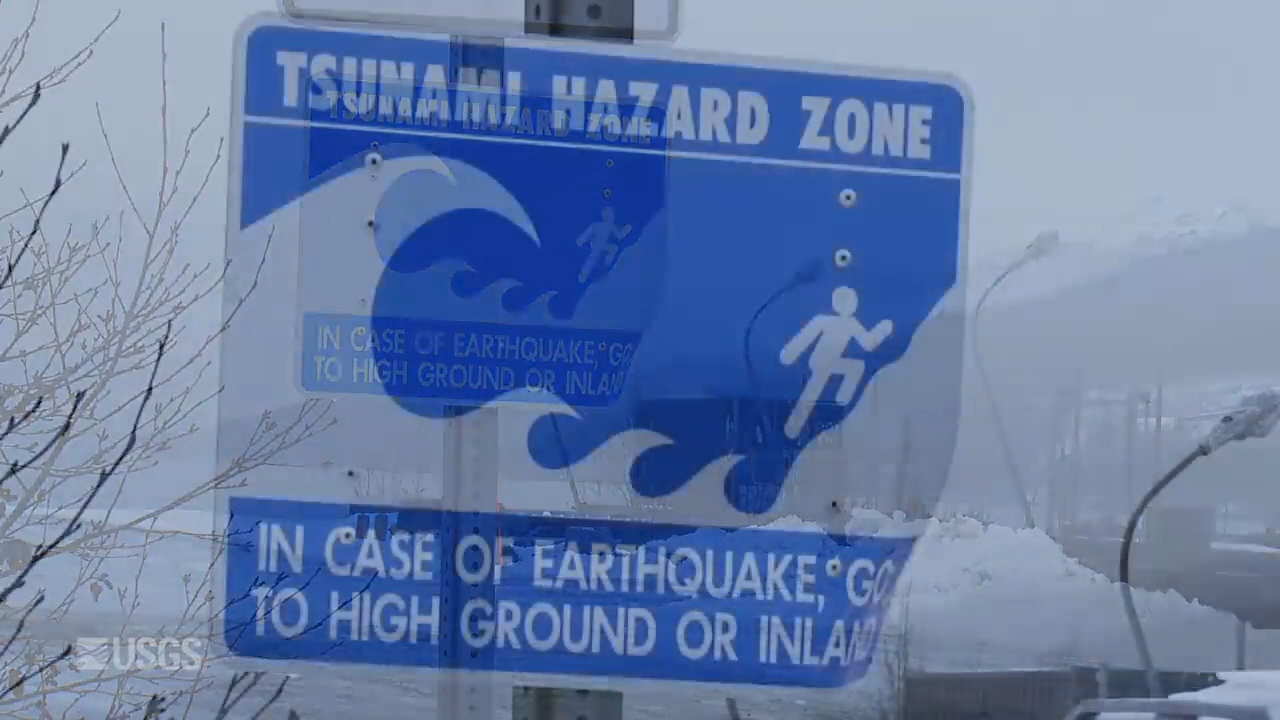 TSUNAMI HAZARD ZONE
TSUNAMI HAZARD ZONE
IN CASE OF EARTHQUAKE, GO
TO HIGH GROUND OR INLAN
IN CASE OF EARTHQUAKE, GO
TO HIGH GROUND OR INLAND
USGS